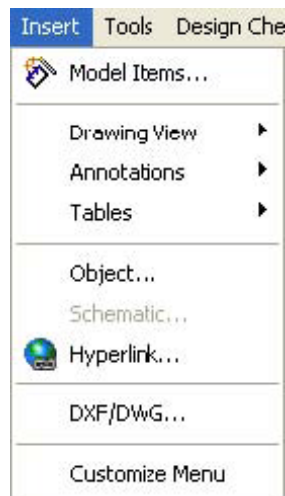 Insert Tools Design Che
Model Items...
Drawing View
Annotations
Tables
Object...
Schematic...
Hyperlink...
DXF/DWG...
Customize Menu